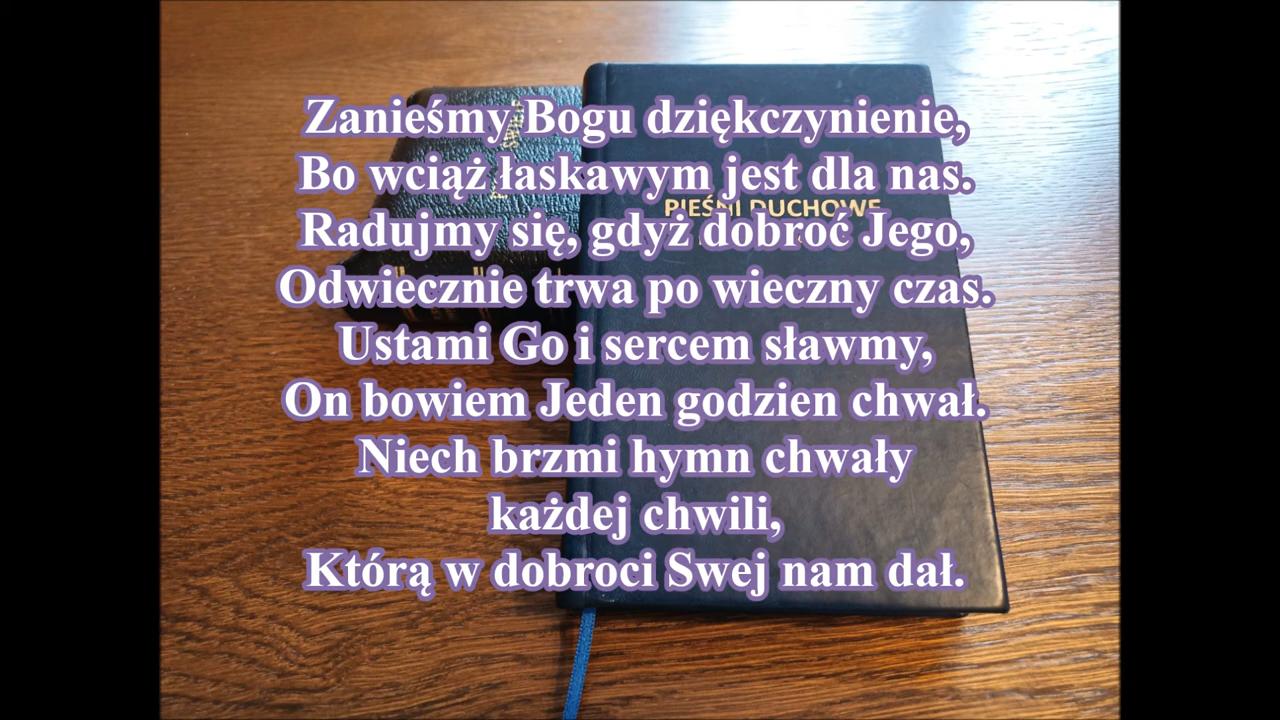 Zanieśmy Bogu dziękczynienie,
Bo wciąż łaskawym jest dla nas.
PIEŚNI DUCHOWE
Radujmy się, gdyż dobroć Jego,
Odwiecznie trwa po wieczny czas.
Ustami Go i sercem sławmy,
On bowiem Jeden godzien chwał.
Niech brzmi hymn chwały
każdej chwili,
Którą w dobroci Swej nam dał.